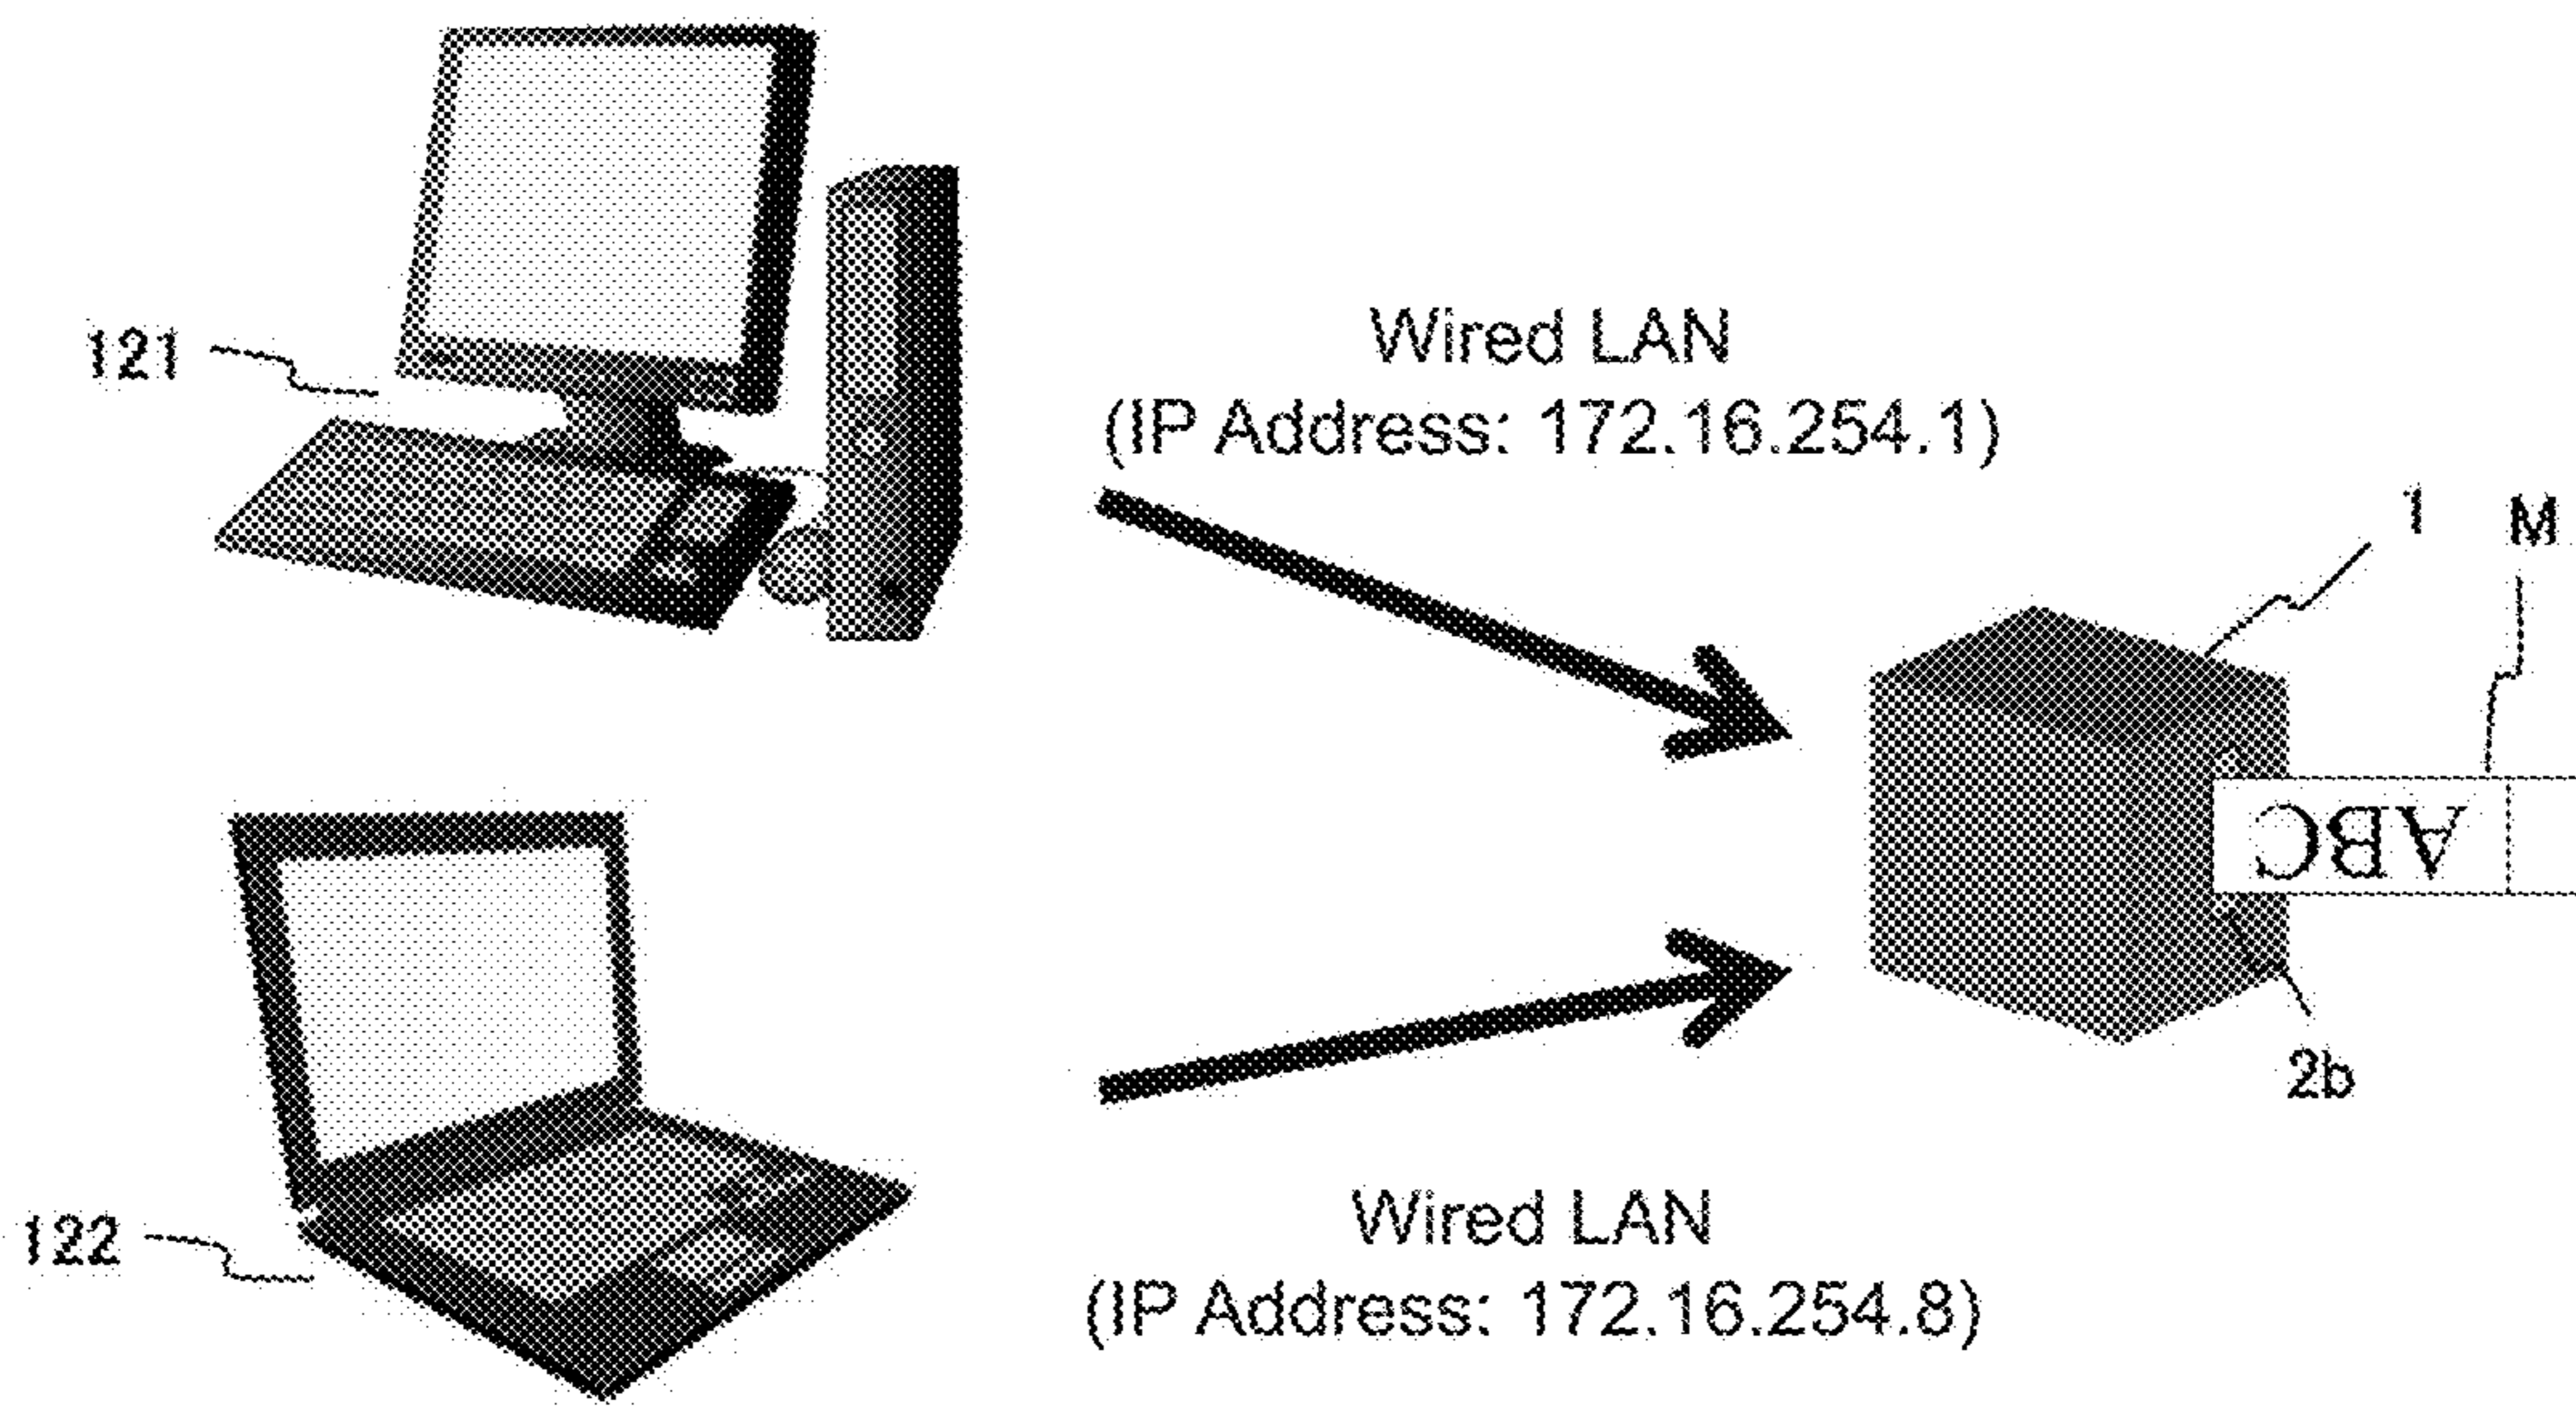 121
Wired LAN
(IP Address: 172.16.254.1)
1
M
ABC
2b
122
Wired LAN
(IP Address: 172.16.254.8)